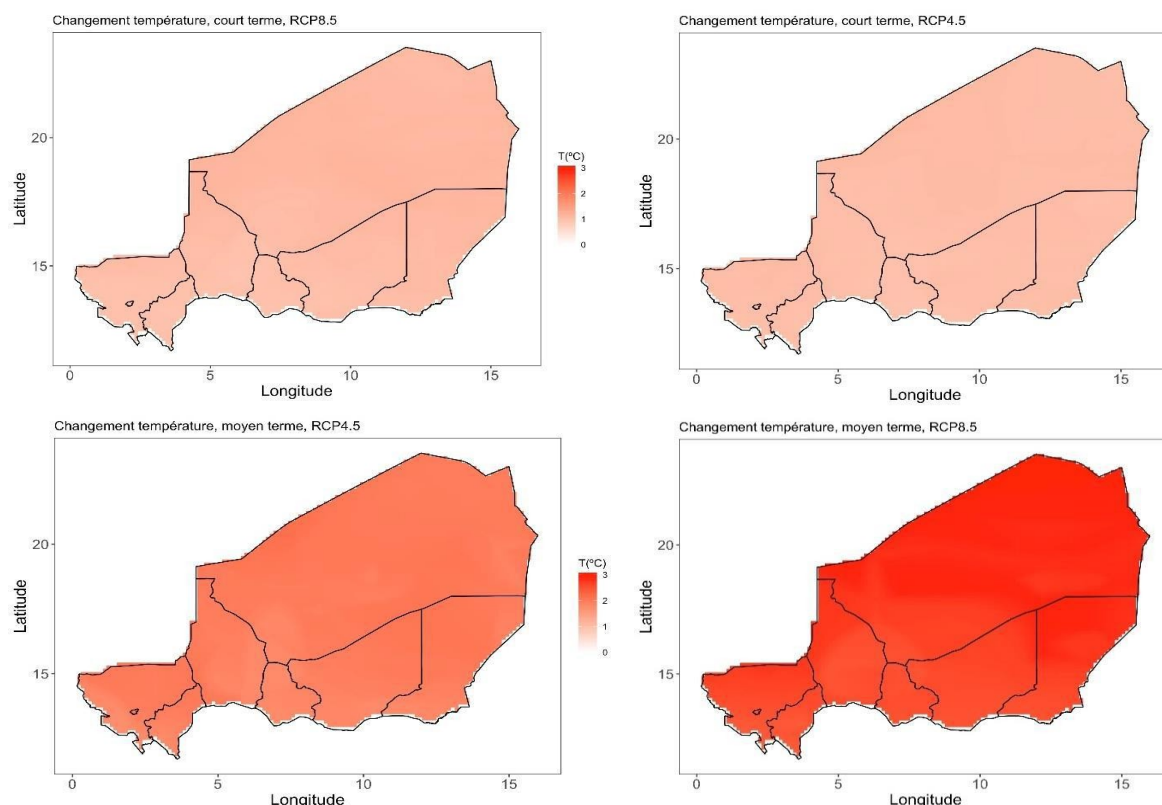 Changement température, court terme, RCP8.5
20
15
Latitude
0 5 10 15
Longitude
T(ºC)
3
2
1
0
Changement température, court terme, RCP4.5
20
15
Latitude
0 5 10 15
Longitude
Changement température, moyen terme, RCP4.5
20
15
Latitude
0 5 10 15
Longitude
T(ºC)
3
2
1
0
Changement température, moyen terme, RCP8.5
20
15
Latitude
0 5 10 15
Longitude